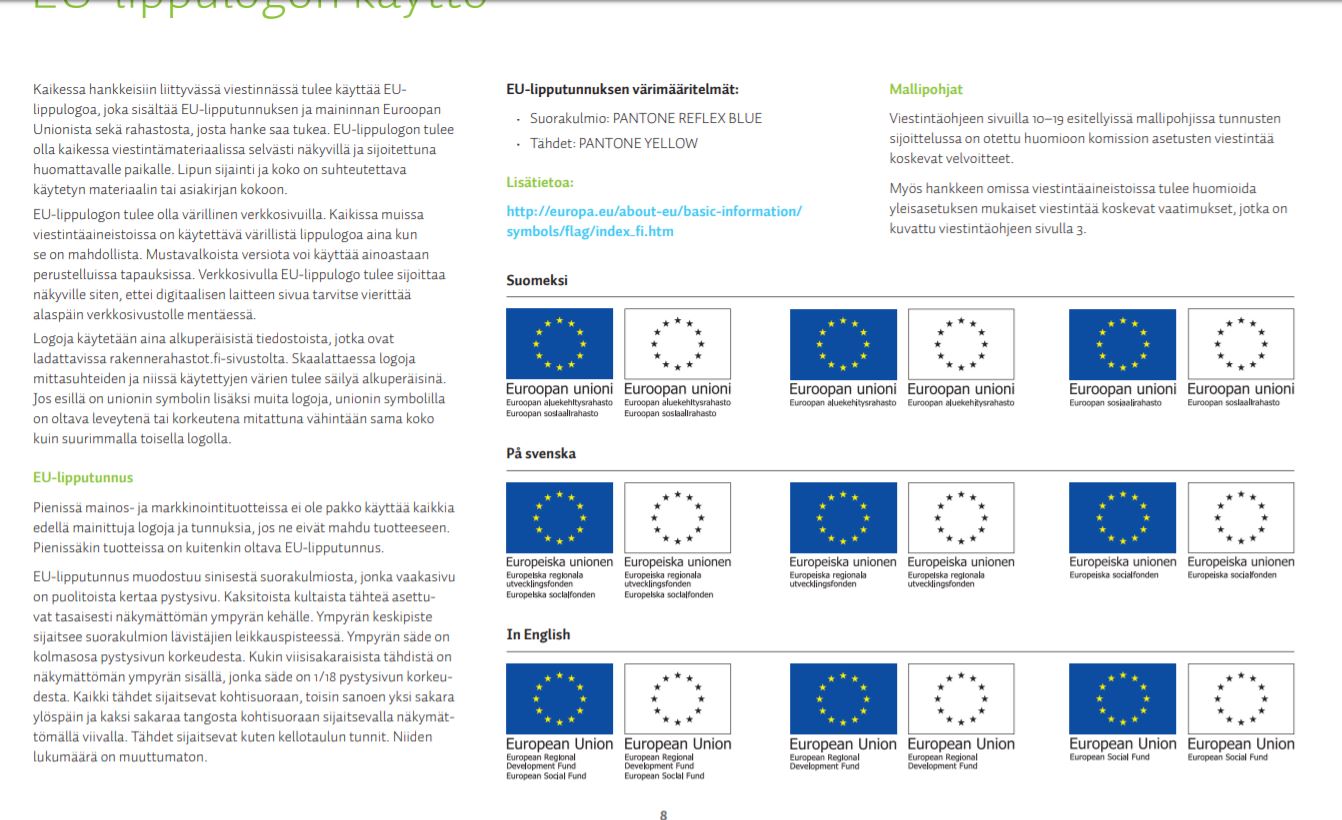 EU-lippulogon käyttö
Kaikessa hankkeisiin liittyvässä viestinnässä tulee käyttää EU-
lippulogoa, joka sisältää EU-lipputunnuksen ja maininnan Euroopan
Unionista sekä rahastosta, josta hanke saa tukea. EU-lippulogon tulee
olla kaikessa viestintämateriaalissa selvästi näkyvillä ja sijoitettuna
huomattavalle paikalle. Lipun sijainti ja koko on suhteutettava
käytetyn materiaalin tai asiakirjan kokoon.
EU-lippulogon tulee olla värillinen verkkosivuilla. Kaikissa muissa
viestintäaineistoissa on käytettävä värillistä lippulogoa aina kun
se on mahdollista. Mustavalkoista versiota voi käyttää ainoastaan
perustelluissa tapauksissa. Verkkosivulla EU-lippulogo tulee sijoittaa
näkyville siten, ettei digitaalisen laitteen sivua tarvitse vierittää
alaspäin verkkosivustolle mentäessä.
Logoja käytetään aina alkuperäisistä tiedostoista, jotka ovat
ladattavissa rakennerahastot.fi-sivustolta. Skaalattaessa logoja
mittasuhteiden ja niissä käytettyjen värien tulee säilyä alkuperäisinä.
Jos esillä on unionin symbolin lisäksi muita logoja, unionin symbolilla
on oltava leveytenä tai korkeutena mitattuna vähintään sama koko
kuin suurimmalla toisella logolla.
EU-lipputunnus
Pienissä mainos- ja markkinointituotteissa ei ole pakko käyttää kaikkia
edellä mainittuja logoja ja tunnuksia, jos ne eivät mahdu tuotteeseen.
Pienissäkin tuotteissa on kuitenkin oltava EU-lipputunnus.
EU-lipputunnus muodostuu sinisestä suorakulmiosta, jonka vaakasivu
on puolitoista kertaa pystysivu. Kaksitoista kultaista tähteä asettu-
vat tasaisesti näkymättömän ympyrän kehälle. Ympyrän keskipiste
sijaitsee suorakulmion lävistäjien leikkauspisteessä. Ympyrän säde on
kolmasosa pystysivun korkeudesta. Kukin viisisakaraisista tähdistä on
näkymättömän ympyrän sisällä, jonka säde on 1/18 pystysivun korkeu-
desta. Kaikki tähdet sijaitsevat kohtisuoraan, toisin sanoen yksi sakara
ylöspäin ja kaksi sakaraa tangosta kohtisuoraan sijaitsevalla näkymät-
tömällä viivalla. Tähdet sijaitsevat kuten kellotaulun tunnit. Niiden
lukumäärä on muuttumaton.
EU-lipputunnuksen värimääritelmät:
• Suorakulmio: PANTONE REFLEX BLUE
• Tähdet: PANTONE YELLOW
Lisätietoa:
http://europa.eu/about-eu/basic-information/
symbols/flag/index_fi.htm
Mallipohjat
Viestintäohjeen sivuilla 10–19 esitellyissä mallipohjissa tunnusten
sijoittelussa on otettu huomioon komission asetusten viestintää
koskevat velvoitteet.
Myös hankkeen omissa viestintäaineistoissa tulee huomioida
yleisasetuksen mukaiset viestintää koskevat vaatimukset, jotka on
kuvattu viestintäohjeen sivulla 3.
Suomeksi
Euroopan unioni Euroopan unioni Euroopan unioni Euroopan unioni Euroopan unioni Euroopan unioni
Euroopan aluekehitysrahasto Euroopan aluekehitysrahasto Euroopan aluekehitysrahasto Euroopan aluekehitysrahasto Euroopan sosiaalirahasto Euroopan sosiaalirahasto
Euroopan sosiaalirahasto Euroopan sosiaalirahasto
På svenska
Europeiska unionen Europeiska unionen Europeiska unionen Europeiska unionen Europeiska unionen Europeiska unionen
Europeiska regionala Europeiska regionala Europeiska regionala Europeiska regionala Europeiska socialfonden Europeiska socialfonden
utvecklingsfonden utvecklingsfonden utvecklingsfonden utvecklingsfonden
Europeiska socialfonden Europeiska socialfonden
In English
European Union European Union European Union European Union European Union European Union
European Regional European Regional European Regional European Regional European Social Fund European Social Fund
Development Fund Development Fund Development Fund Development Fund
European Social Fund European Social Fund
8